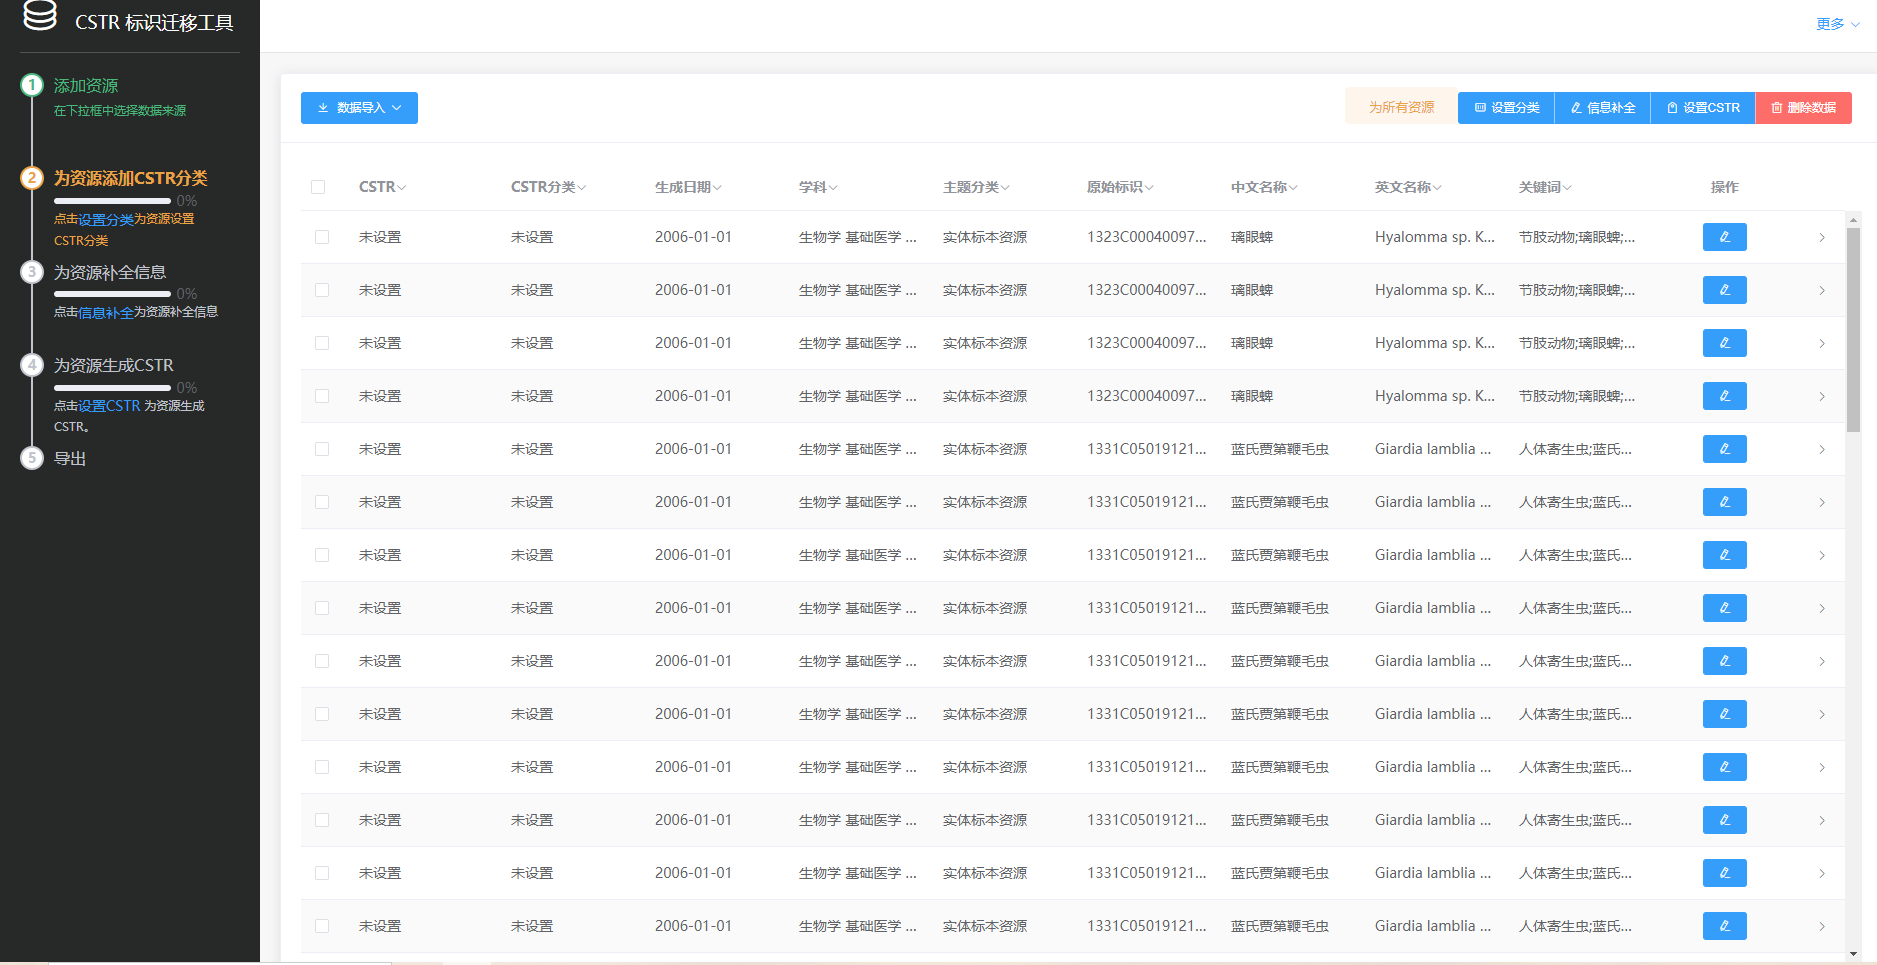 CSTR 标识迁移工具
更多
1 添加资源
在下拉框中选择数据来源
2 为资源添加CSTR分类
0%
点击设置分类为资源设置
CSTR分类
3 为资源补全信息
0%
点击信息补全为资源补全信息
4 为资源生成CSTR
0%
点击设置CSTR 为资源生成
CSTR。
5 导出
数据导入
为所有资源 设置分类 信息补全 设置CSTR 删除数据
CSTR CSTR分类 生成日期 学科 主题分类 原始标识 中文名称 英文名称 关键词 操作
未设置 未设置 2006-01-01 生物学 基础医学 ... 实体标本资源 1323C00040097... 璃眼蜱 Hyalomma sp. K... 节肢动物;璃眼蜱;...
未设置 未设置 2006-01-01 生物学 基础医学 ... 实体标本资源 1323C00040097... 璃眼蜱 Hyalomma sp. K... 节肢动物;璃眼蜱;...
未设置 未设置 2006-01-01 生物学 基础医学 ... 实体标本资源 1323C00040097... 璃眼蜱 Hyalomma sp. K... 节肢动物;璃眼蜱;...
未设置 未设置 2006-01-01 生物学 基础医学 ... 实体标本资源 1323C00040097... 璃眼蜱 Hyalomma sp. K... 节肢动物;璃眼蜱;...
未设置 未设置 2006-01-01 生物学 基础医学 ... 实体标本资源 1331C05019121... 蓝氏贾第鞭毛虫 Giardia lamblia ... 人体寄生虫;蓝氏...
未设置 未设置 2006-01-01 生物学 基础医学 ... 实体标本资源 1331C05019121... 蓝氏贾第鞭毛虫 Giardia lamblia ... 人体寄生虫;蓝氏...
未设置 未设置 2006-01-01 生物学 基础医学 ... 实体标本资源 1331C05019121... 蓝氏贾第鞭毛虫 Giardia lamblia ... 人体寄生虫;蓝氏...
未设置 未设置 2006-01-01 生物学 基础医学 ... 实体标本资源 1331C05019121... 蓝氏贾第鞭毛虫 Giardia lamblia ... 人体寄生虫;蓝氏...
未设置 未设置 2006-01-01 生物学 基础医学 ... 实体标本资源 1331C05019121... 蓝氏贾第鞭毛虫 Giardia lamblia ... 人体寄生虫;蓝氏...
未设置 未设置 2006-01-01 生物学 基础医学 ... 实体标本资源 1331C05019121... 蓝氏贾第鞭毛虫 Giardia lamblia ... 人体寄生虫;蓝氏...
未设置 未设置 2006-01-01 生物学 基础医学 ... 实体标本资源 1331C05019121... 蓝氏贾第鞭毛虫 Giardia lamblia ... 人体寄生虫;蓝氏...
未设置 未设置 2006-01-01 生物学 基础医学 ... 实体标本资源 1331C05019121... 蓝氏贾第鞭毛虫 Giardia lamblia ... 人体寄生虫;蓝氏...
未设置 未设置 2006-01-01 生物学 基础医学 ... 实体标本资源 1331C05019121... 蓝氏贾第鞭毛虫 Giardia lamblia ... 人体寄生虫;蓝氏...
未设置 未设置 2006-01-01 生物学 基础医学 ... 实体标本资源 1331C05019121... 蓝氏贾第鞭毛虫 Giardia lamblia ... 人体寄生虫;蓝氏...